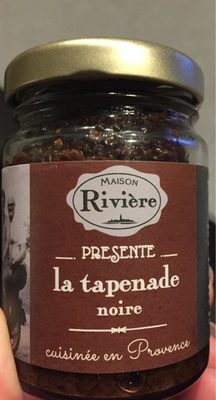 MAISON
Rivière
PRESENTE
la tapenade
noire
cuisinée en Provence